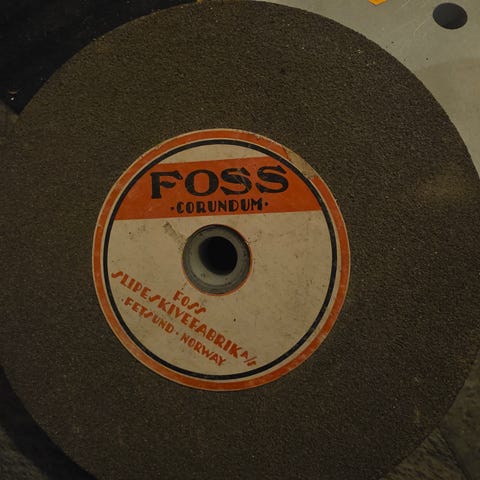 FOSS
·CORUNDUM·
FOSS
SLIPESKIVEFABRIK A/S
FETSUND · NORWAY